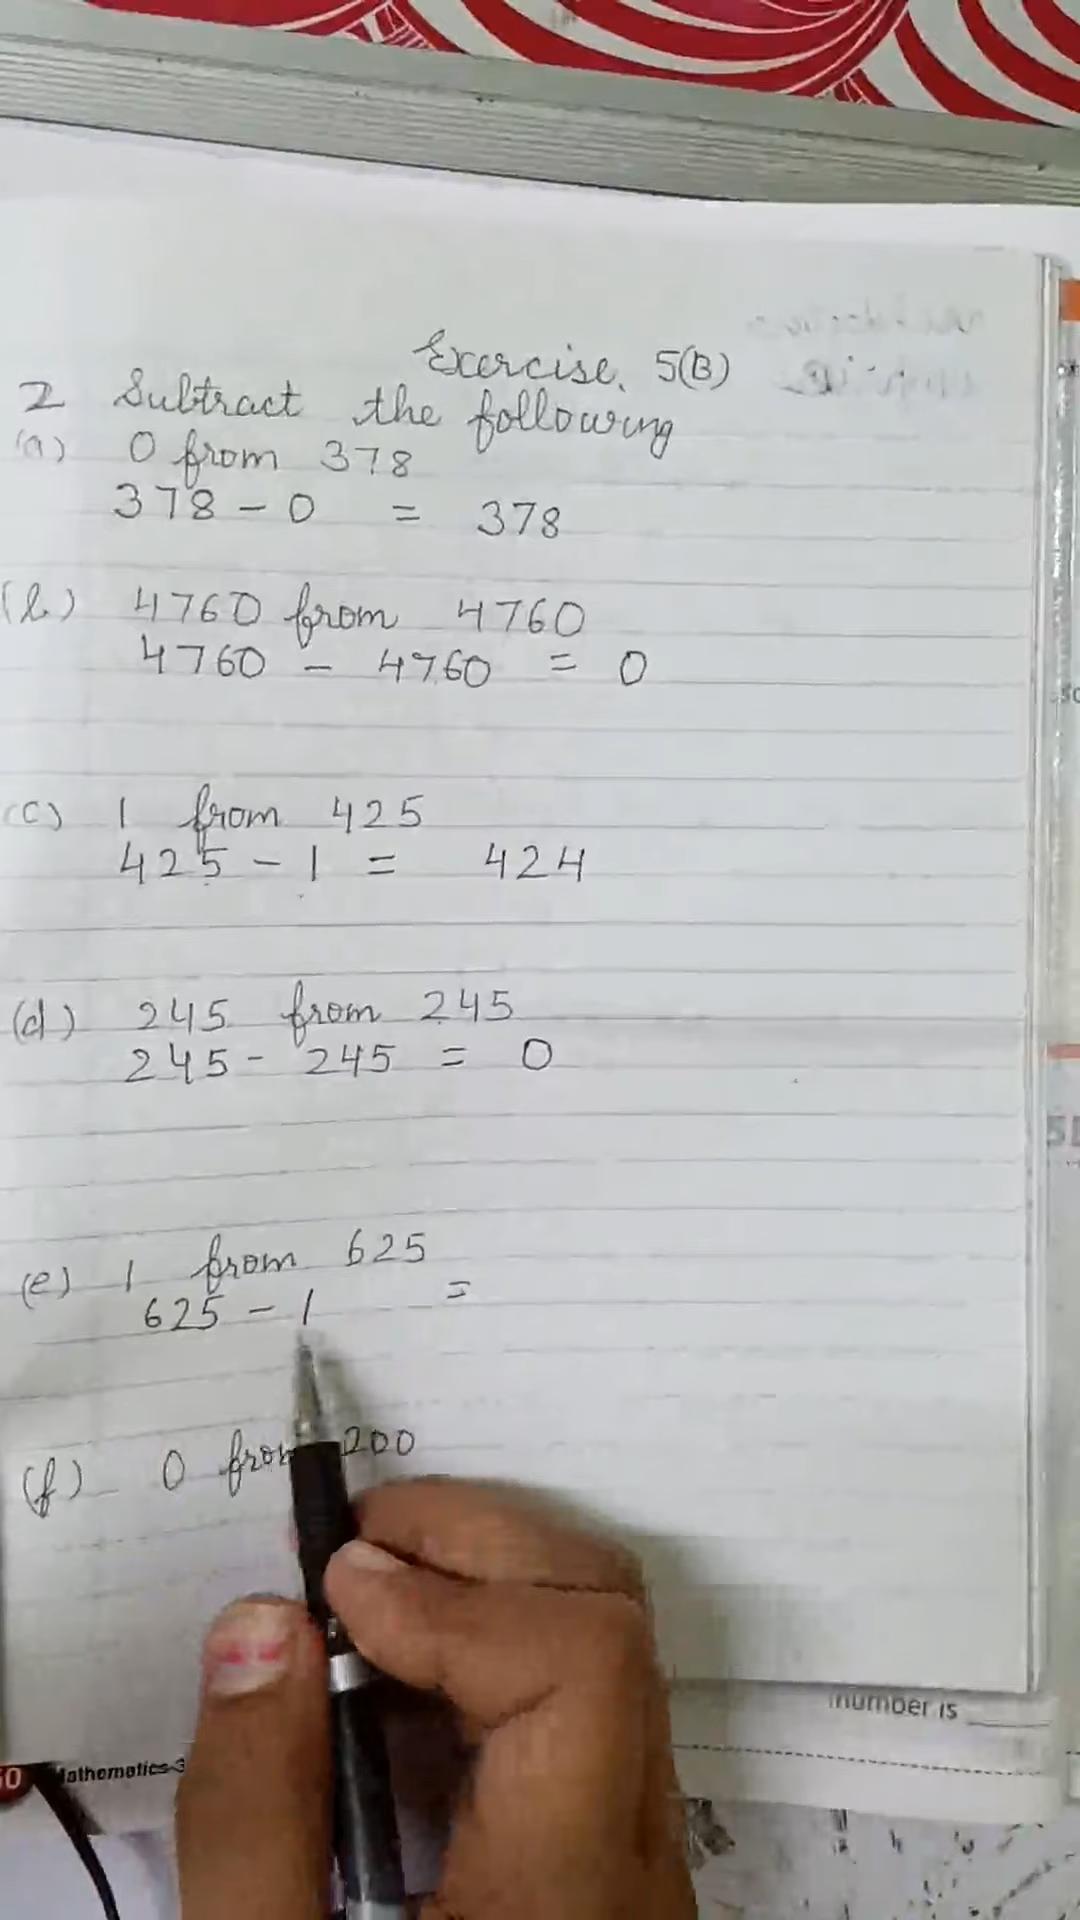 Exercise. 5(B)
2 Subtract the following
(a) 0 from 378
378 - 0 = 378
(b) 4760 from 4760
4760 - 4760 = 0
(c) 1 from 425
425 - 1 = 424
(d) 245 from 245
245 - 245 = 0
(e) 1 from 625
625 - 1 =
(f) 0 from 200
number is
Mathematics-3